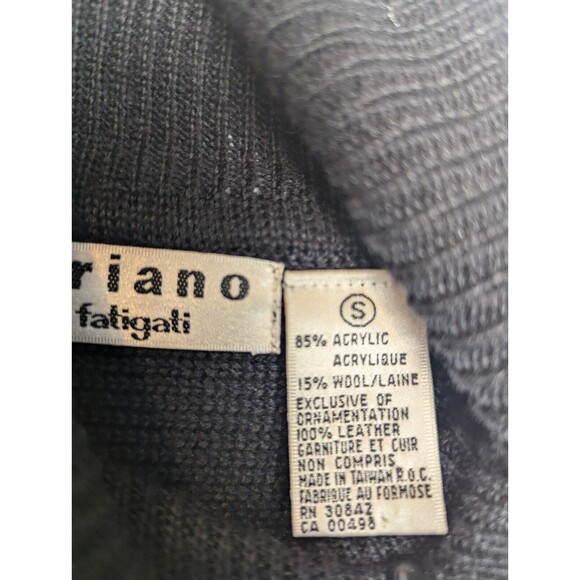 riano
fatigati
S
85% ACRYLIC
ACRYLIQUE
15% WOOL/LAINE
EXCLUSIVE OF
ORNAMENTATION
100% LEATHER
GARNITURE ET CUIR
NON COMPRIS
MADE IN TAIWAN R.O.C.
FABRIQUE AU FORMOSE
RN 30842
CA 00498